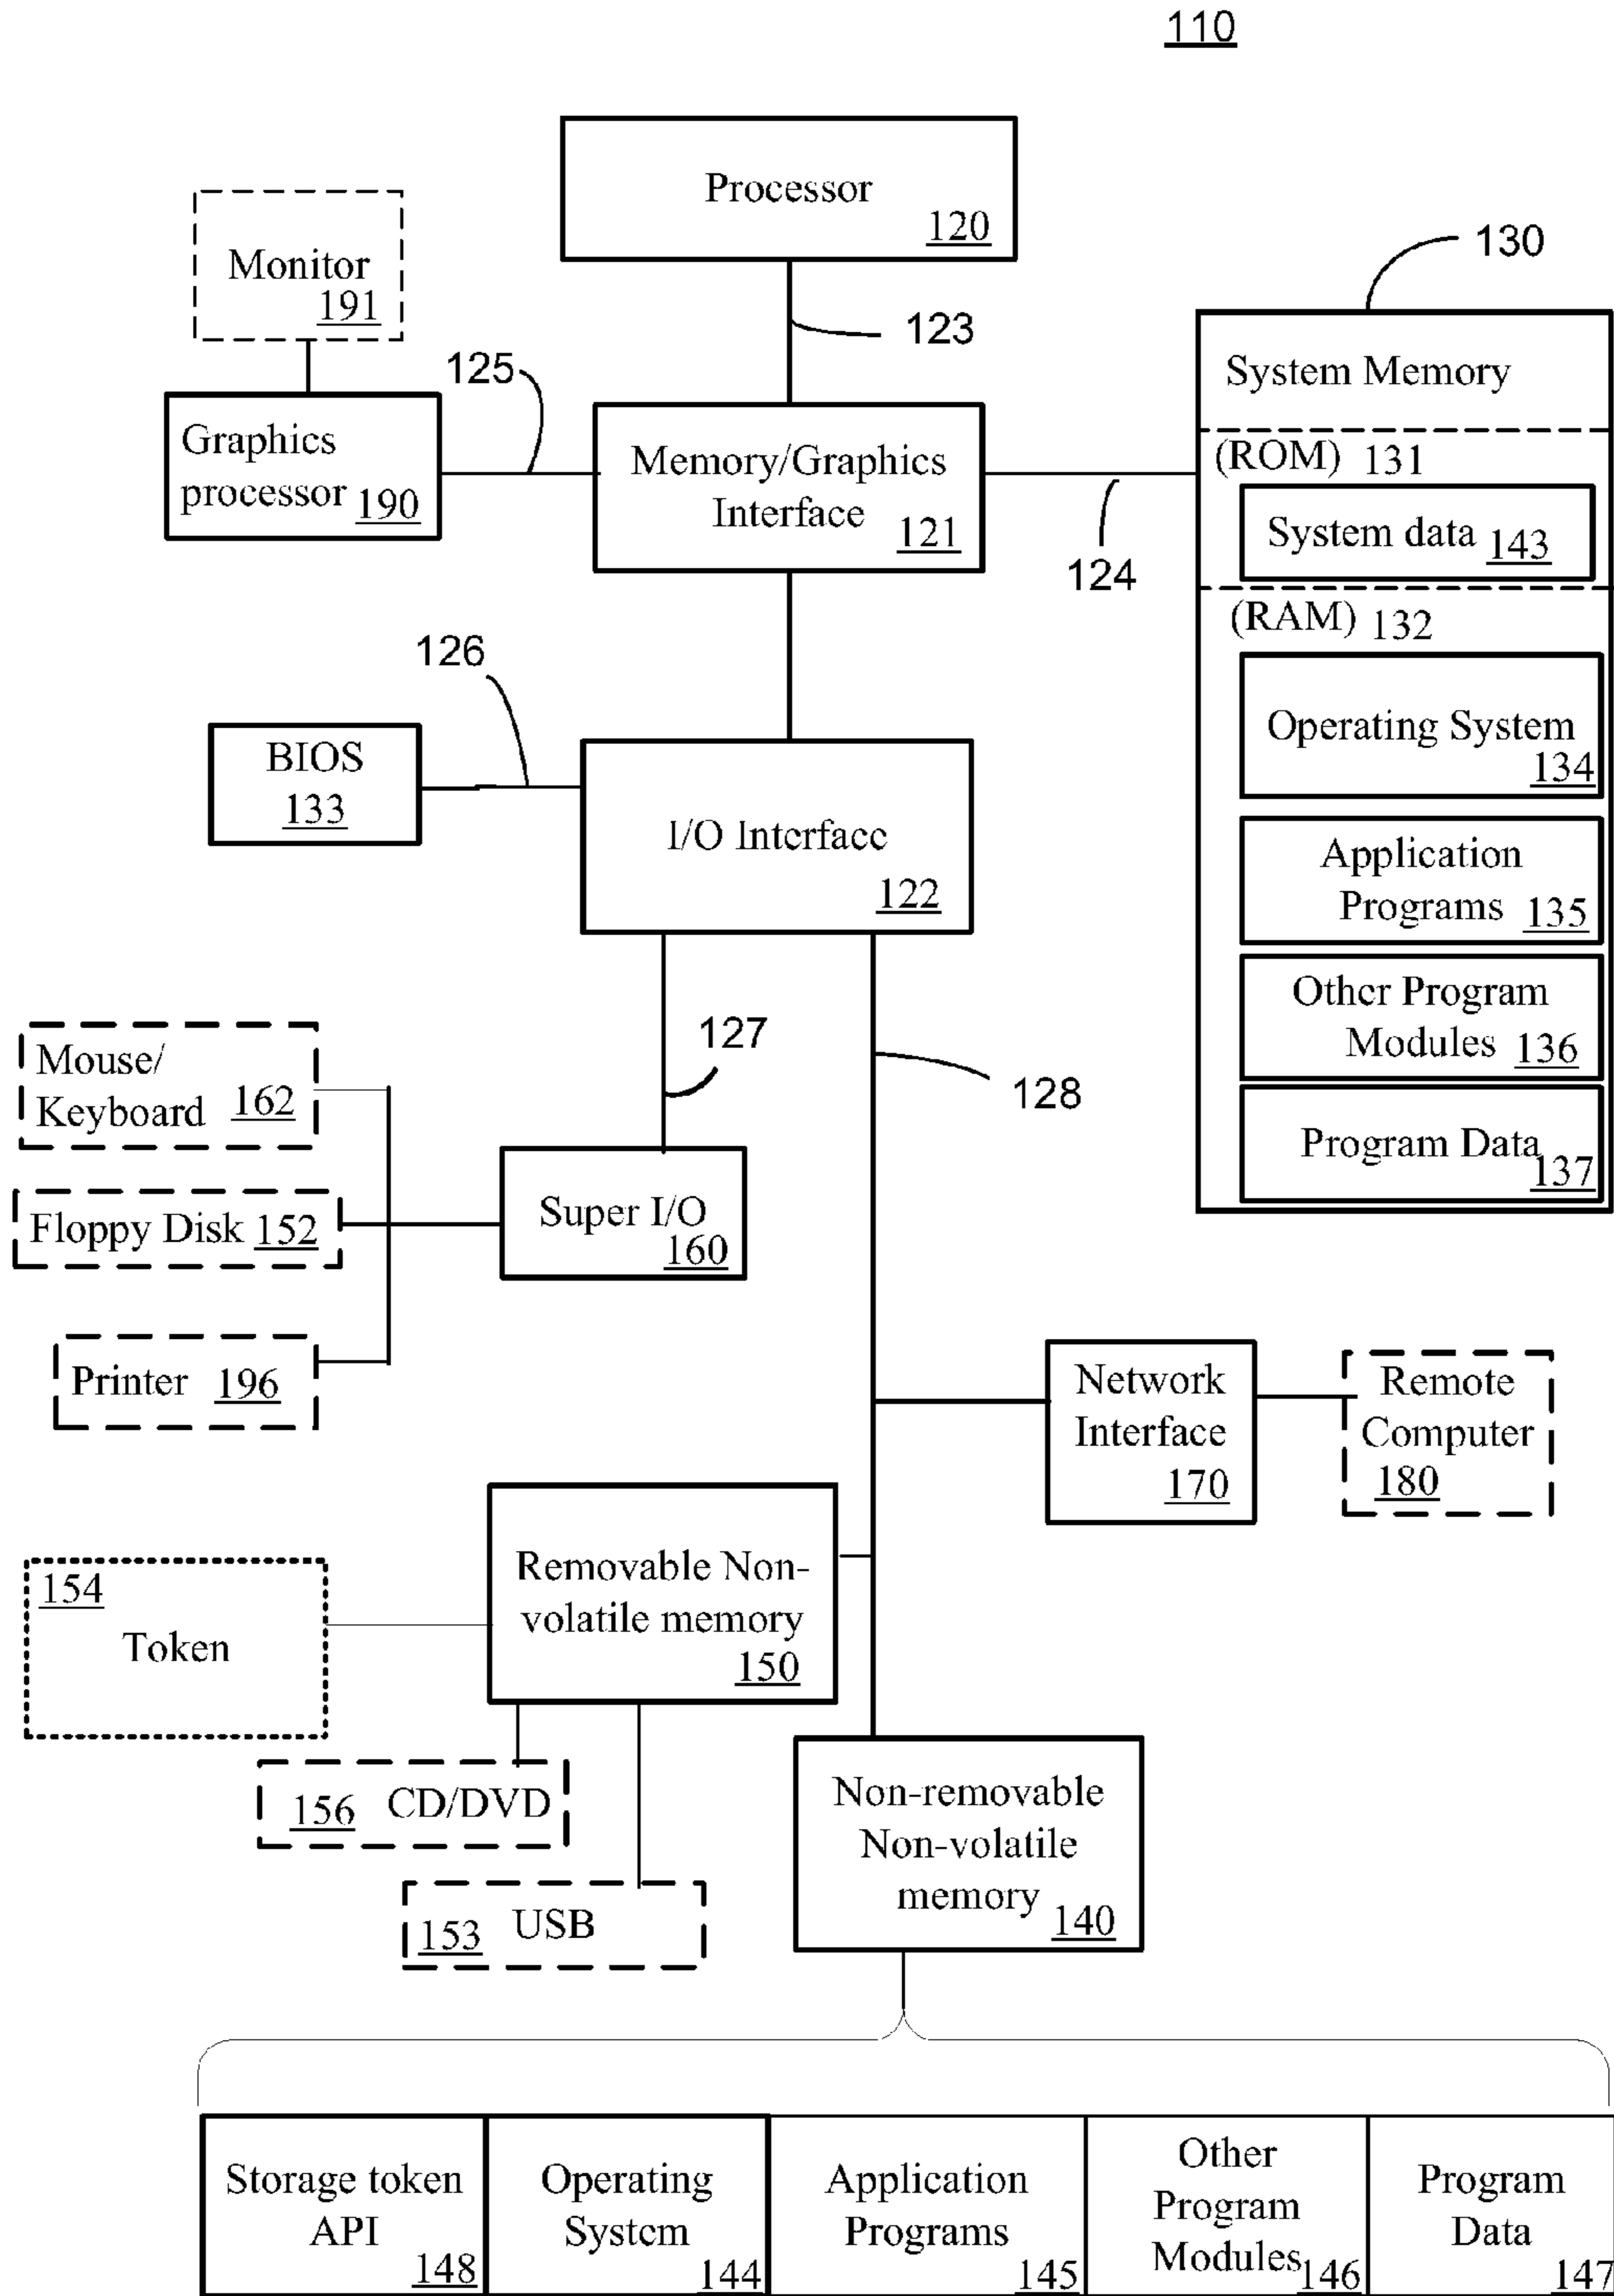 110
Processor
120
Monitor
191
130
123
125
System Memory
Graphics
processor 190
Memory/Graphics
Interface
121
(ROM) 131
System data 143
124
(RAM) 132
126
Operating System
134
BIOS
133
I/O Interface
122
Application
Programs 135
Other Program
Modules 136
127
128
Mouse/
Keyboard 162
Program Data
137
Super I/O
160
Floppy Disk 152
Printer 196
Network
Interface
170
Remote
Computer
180
Removable Non-
volatile memory
150
154
Token
156 CD/DVD
Non-removable
Non-volatile
memory 140
153 USB
Storage token
API
148
Operating
System
144
Application
Programs
145
Other
Program
Modules 146
Program
Data
147